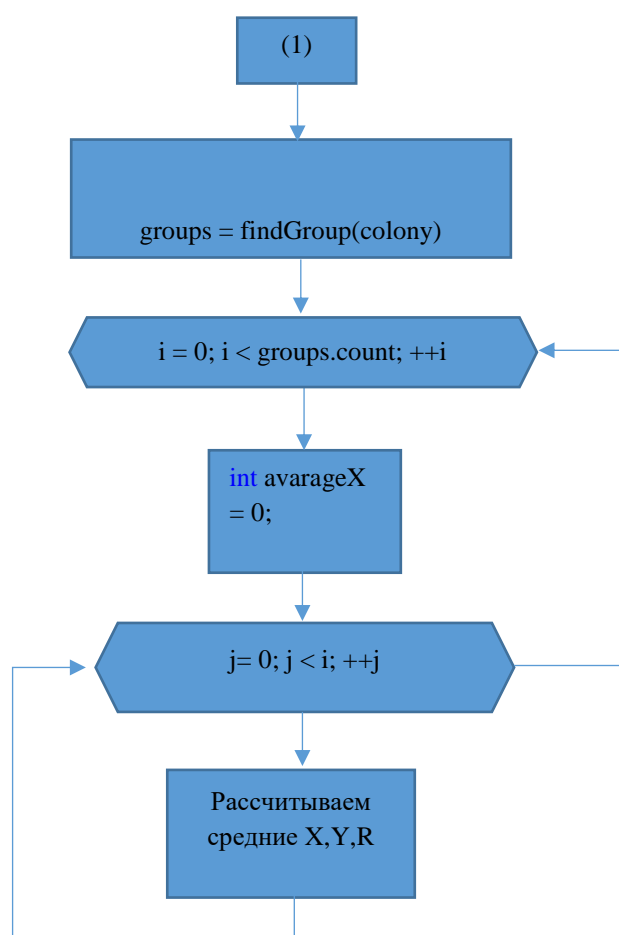 (1)
groups = findGroup(colony)
i = 0; i < groups.count; ++i
int avarageX
= 0;
j= 0; j < i; ++j
Рассчитываем
средние X,Y,R